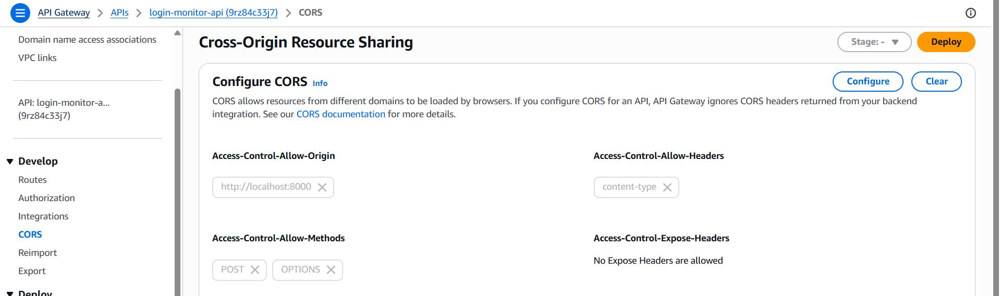 API Gateway > APIs > login-monitor-api (9rz84c33j7) > CORS
Domain name access associations
VPC links
API: login-monitor-a...
(9rz84c33j7)
Develop
Routes
Authorization
Integrations
CORS
Reimport
Export
Deploy
Cross-Origin Resource Sharing
Stage: -
Deploy
Configure CORS Info
Configure
Clear
CORS allows resources from different domains to be loaded by browsers. If you configure CORS for an API, API Gateway ignores CORS headers returned from your backend
integration. See our CORS documentation for more details.
Access-Control-Allow-Origin
http://localhost:8000
Access-Control-Allow-Headers
content-type
Access-Control-Allow-Methods
POST
OPTIONS
Access-Control-Expose-Headers
No Expose Headers are allowed